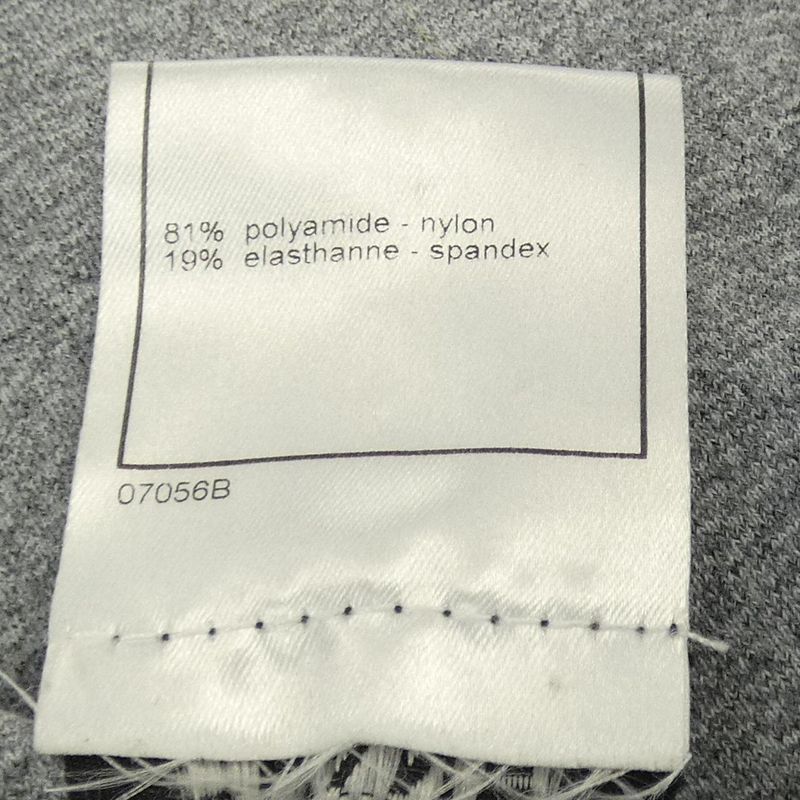 81% polyamide - nylon
19% elasthanne - spandex
07056B